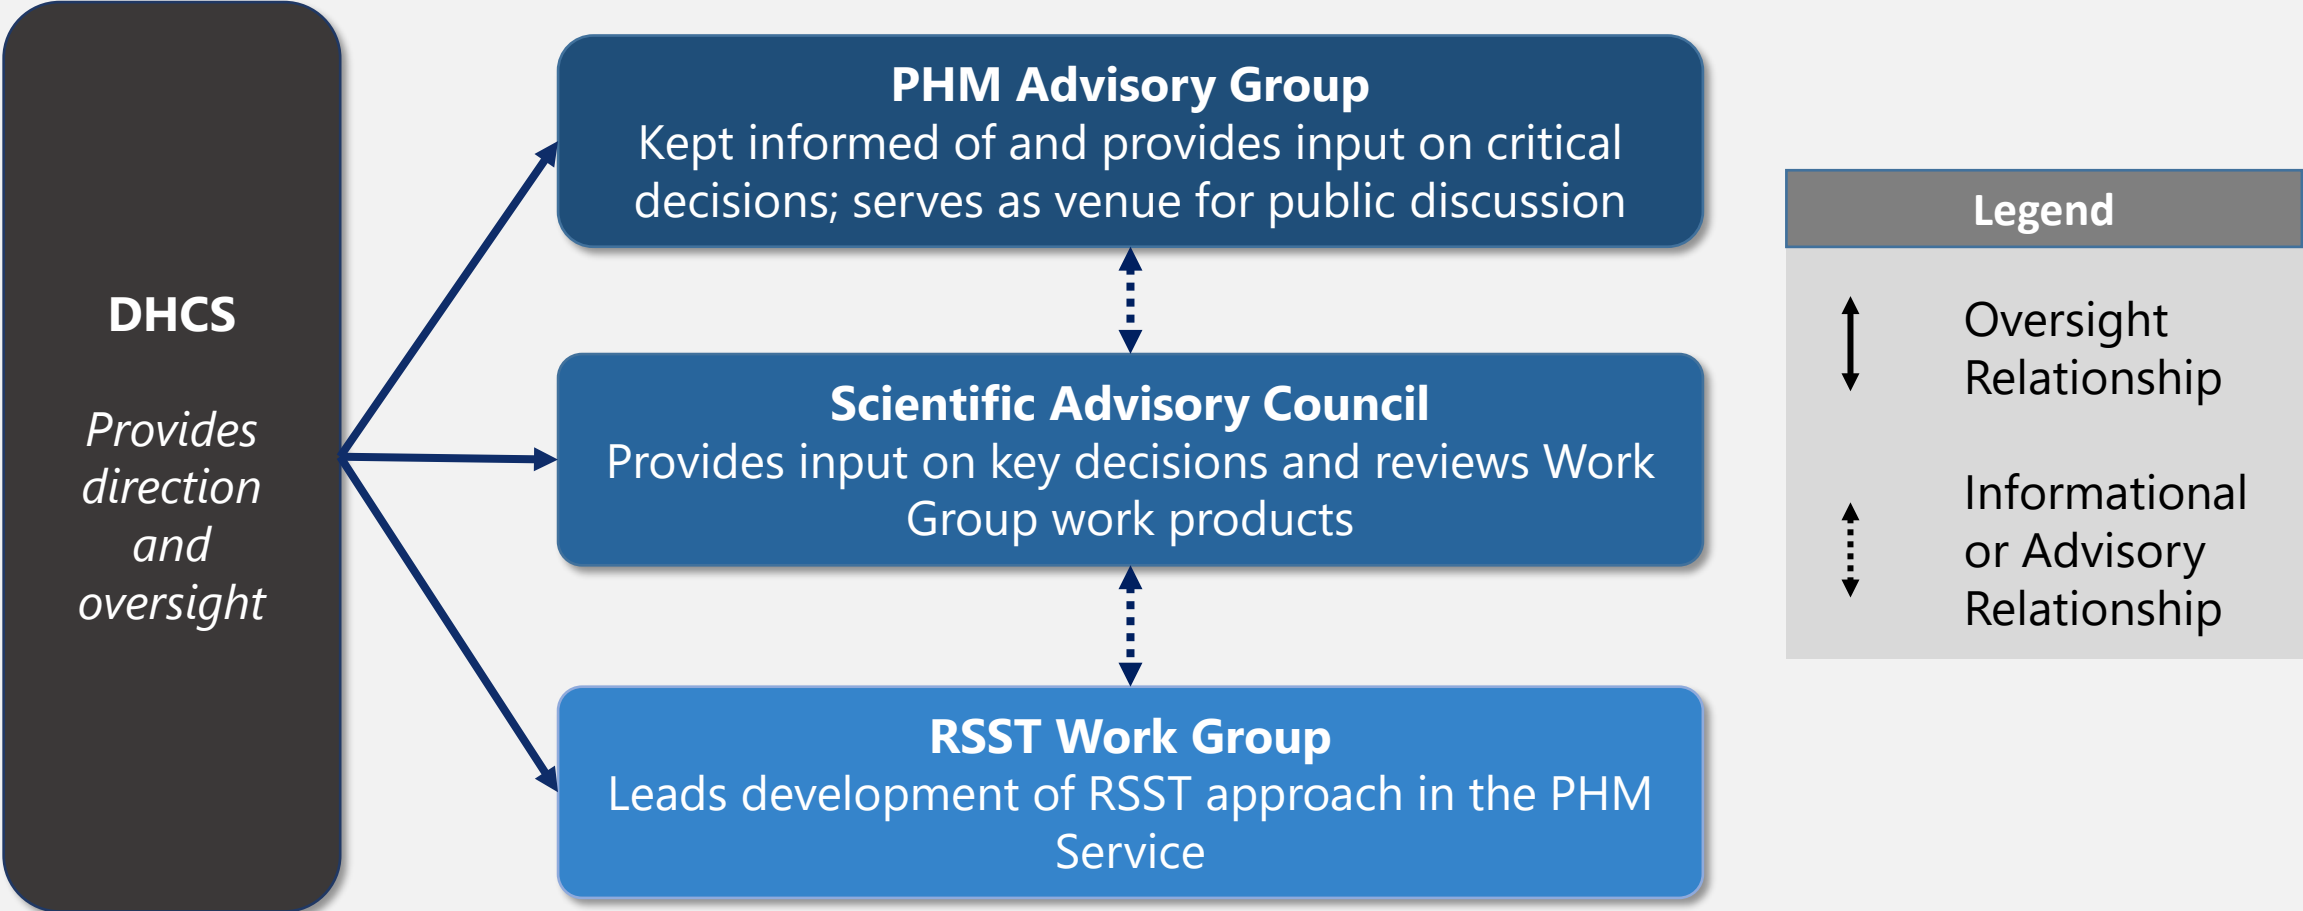 DHCS
Provides
direction
and
oversight
PHM Advisory Group
Kept informed of and provides input on critical
decisions; serves as venue for public discussion
Scientific Advisory Council
Provides input on key decisions and reviews Work
Group work products
RSST Work Group
Leads development of RSST approach in the PHM
Service
Legend
Oversight
Relationship
Informational
or Advisory
Relationship